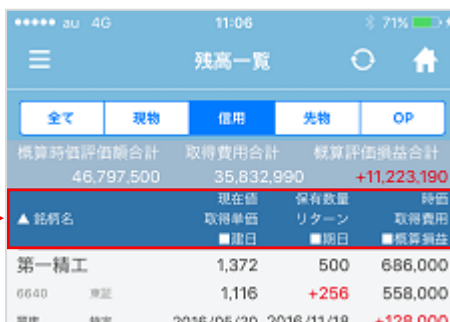 ●●●●● au 4G 11:06 71%
残高一覧
全て 現物 信用 先物 OP
概算時価評価額合計 取得費用合計 概算評価損益合計
46,797,500 35,832,990 +11,223,190
現在値 保有数量 時価
▲ 銘柄名 取得単価 リターン 取得費用
■建日 ■期日 ■概算損益
第一精工 1,372 500 686,000
6640 東証 1,116 +256 558,000
2016/11/18 +128,000